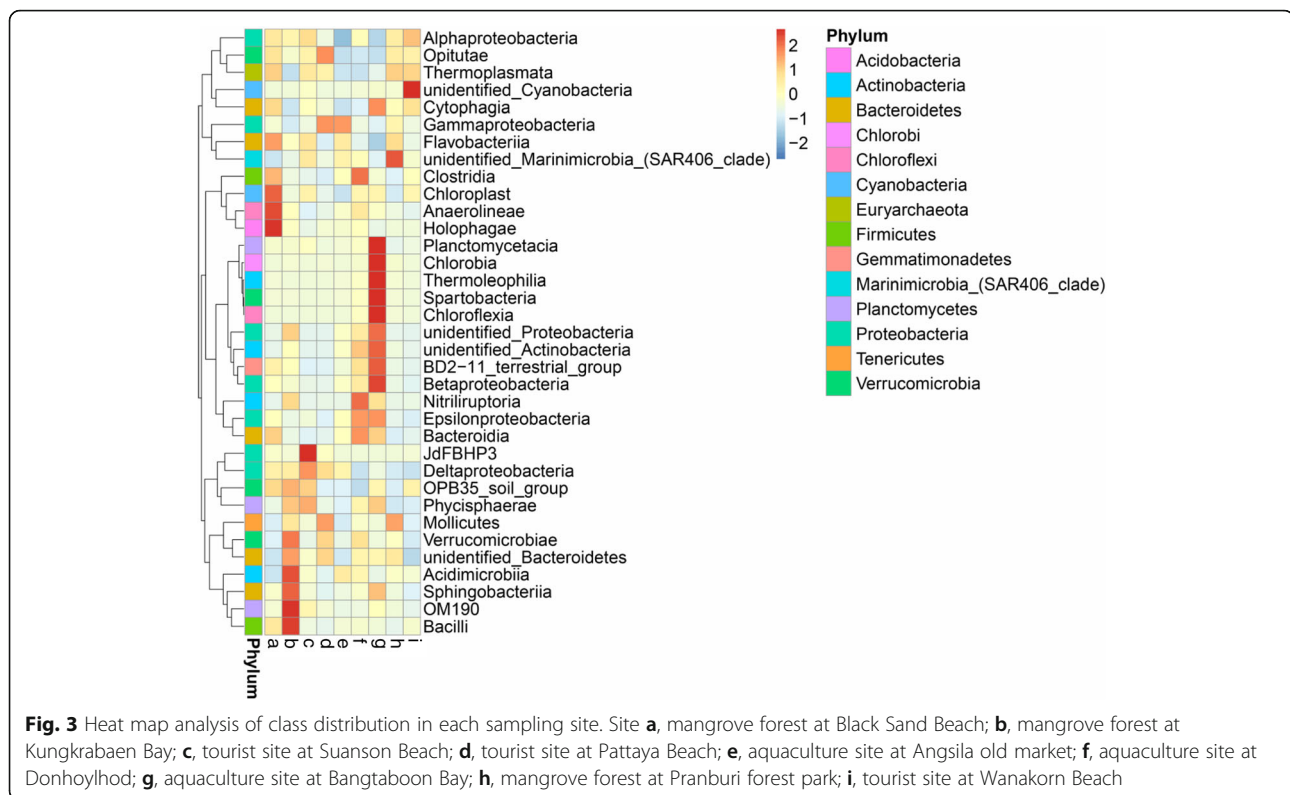 Alphaproteobacteria
Opitutae
Thermoplasmata
unidentified_Cyanobacteria
Cytophagia
Gammaproteobacteria
Flavobacteriia
unidentified_Marinimicrobia_(SAR406_clade)
Clostridia
Chloroplast
Anaerolineae
Holophagae
Planctomycetacia
Chlorobia
Thermoleophilia
Spartobacteria
Chloroflexia
unidentified_Proteobacteria
unidentified_Actinobacteria
BD2−11_terrestrial_group
Betaproteobacteria
Nitriliruptoria
Epsilonproteobacteria
Bacteroidia
JdFBHP3
Deltaproteobacteria
OPB35_soil_group
Phycisphaerae
Mollicutes
Verrucomicrobiae
unidentified_Bacteroidetes
Acidimicrobiia
Sphingobacteriia
OM190
Bacilli
Phylum a b c d e f g h i
2
1
0
−1
−2
Phylum
Acidobacteria
Actinobacteria
Bacteroidetes
Chlorobi
Chloroflexi
Cyanobacteria
Euryarchaeota
Firmicutes
Gemmatimonadetes
Marinimicrobia_(SAR406_clade)
Planctomycetes
Proteobacteria
Tenericutes
Verrucomicrobia
Fig. 3 Heat map analysis of class distribution in each sampling site. Site a, mangrove forest at Black Sand Beach; b, mangrove forest at
Kungkrabaen Bay; c, tourist site at Suanson Beach; d, tourist site at Pattaya Beach; e, aquaculture site at Angsila old market; f, aquaculture site at
Donhoylhod; g, aquaculture site at Bangtaboon Bay; h, mangrove forest at Pranburi forest park; i, tourist site at Wanakorn Beach